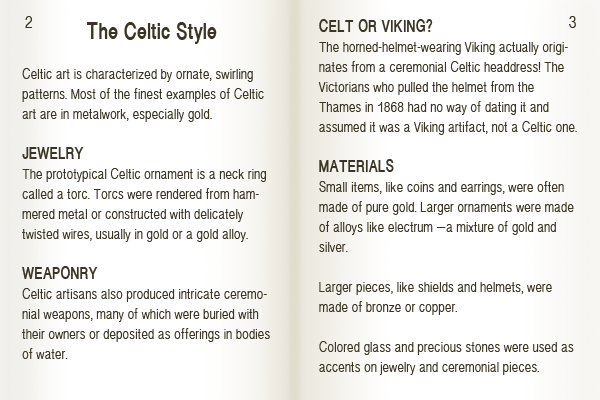 2
The Celtic Style
Celtic art is characterized by ornate, swirling
patterns. Most of the finest examples of Celtic
art are in metalwork, especially gold.
JEWELRY
The prototypical Celtic ornament is a neck ring
called a torc. Torcs were rendered from ham-
mered metal or constructed with delicately
twisted wires, usually in gold or a gold alloy.
WEAPONRY
Celtic artisans also produced intricate ceremo-
nial weapons, many of which were buried with
their owners or deposited as offerings in bodies
of water.
3
CELT OR VIKING?
The horned-helmet-wearing Viking actually origi-
nates from a ceremonial Celtic headdress! The
Victorians who pulled the helmet from the
Thames in 1868 had no way of dating it and
assumed it was a Viking artifact, not a Celtic one.
MATERIALS
Small items, like coins and earrings, were often
made of pure gold. Larger ornaments were made
of alloys like electrum —a mixture of gold and
silver.
Larger pieces, like shields and helmets, were
made of bronze or copper.
Colored glass and precious stones were used as
accents on jewelry and ceremonial pieces.